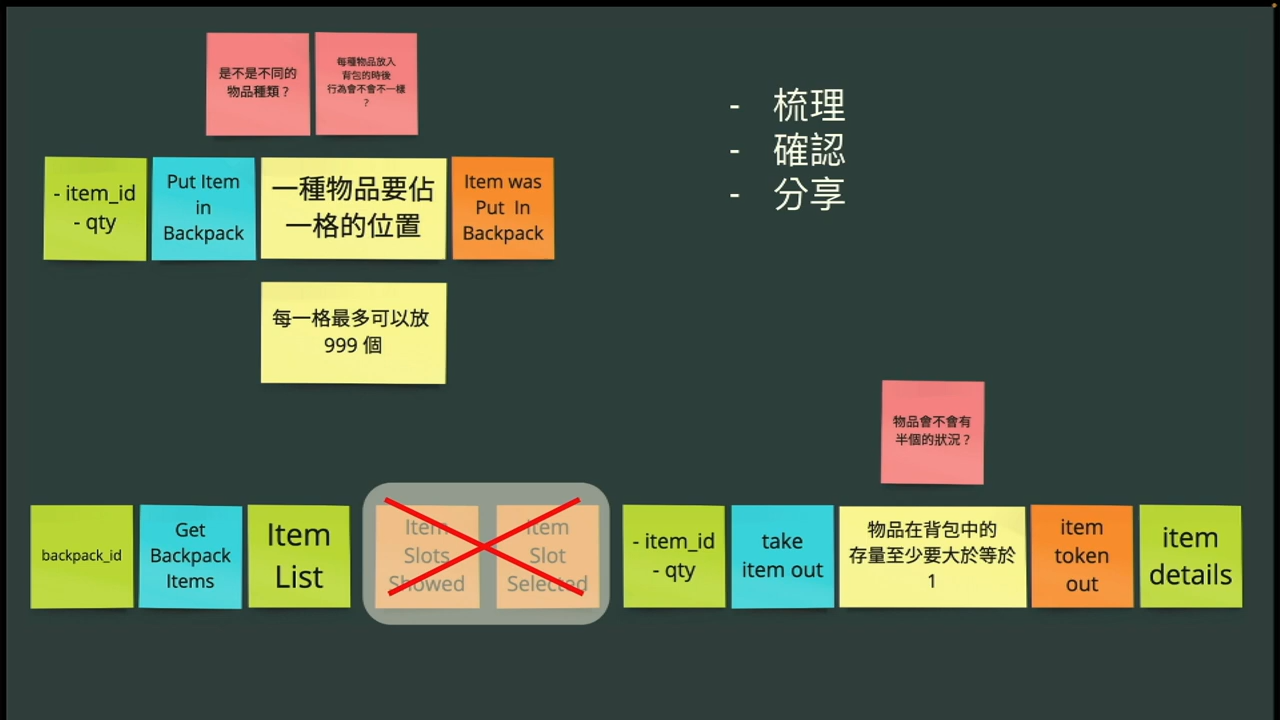 是不是不同的
物品種類？
每種物品放入
背包的時後
行為會不會不一樣
？
- 梳理
- 確認
- 分享
- item_id
- qty
Put Item
in
Backpack
一種物品要佔
一格的位置
Item was
Put In
Backpack
每一格最多可以放
999 個
物品會不會有
半個的狀況？
backpack_id
Get
Backpack
Items
Item
List
Item
Slots
Showed
Item
Slot
Selected
- item_id
- qty
take
item out
物品在背包中的
存量至少要大於等於
1
item
token
out
item
details